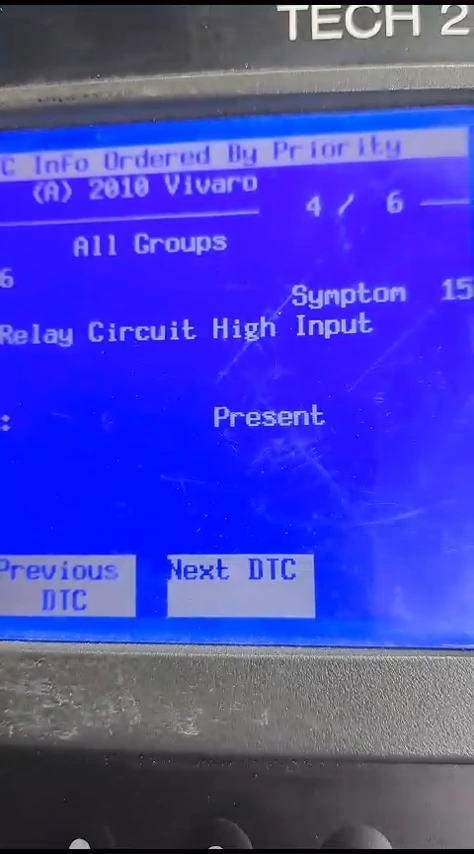 TECH 2
C Info Ordered By Priority
(A) 2010 Vivaro
4 / 6
All Groups
6
Symptom 15
Relay Circuit High Input
: Present
Previous Next DTC
DTC